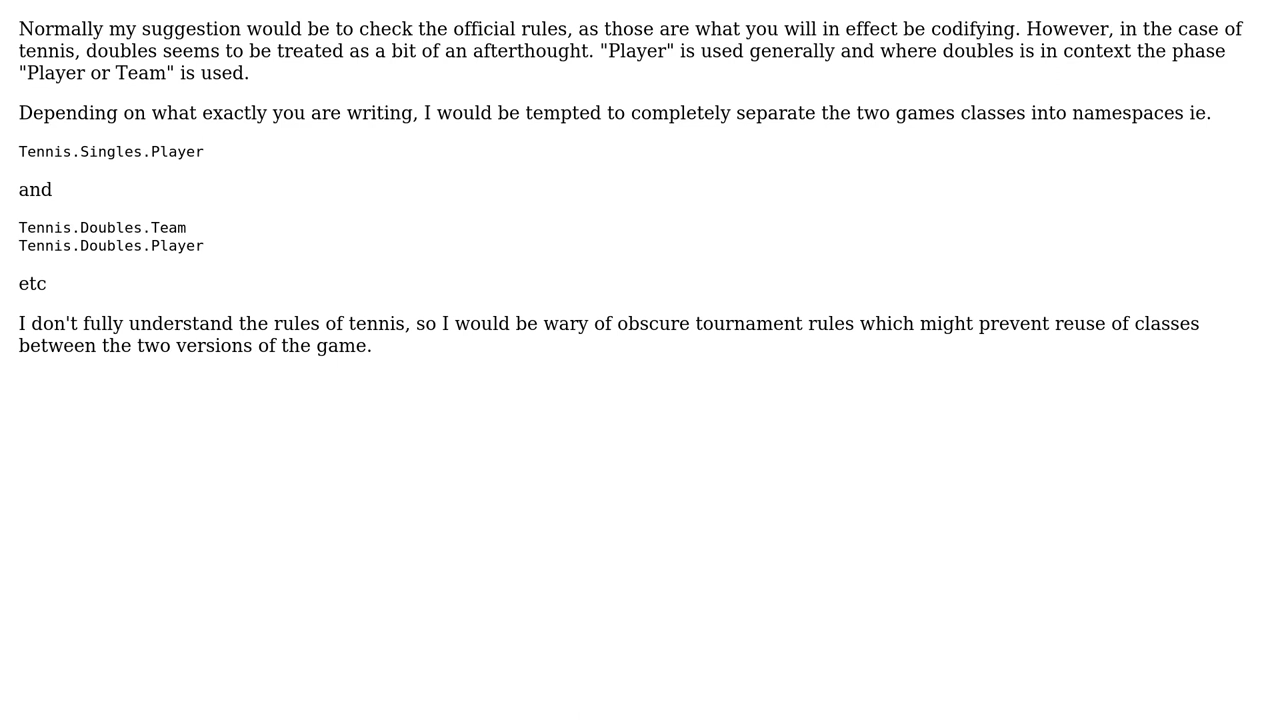 Normally my suggestion would be to check the official rules, as those are what you will in effect be codifying. However, in the case of
tennis, doubles seems to be treated as a bit of an afterthought. "Player" is used generally and where doubles is in context the phase
"Player or Team" is used.
Depending on what exactly you are writing, I would be tempted to completely separate the two games classes into namespaces ie.
Tennis.Singles.Player
and
Tennis.Doubles.Team
Tennis.Doubles.Player
etc
I don't fully understand the rules of tennis, so I would be wary of obscure tournament rules which might prevent reuse of classes
between the two versions of the game.